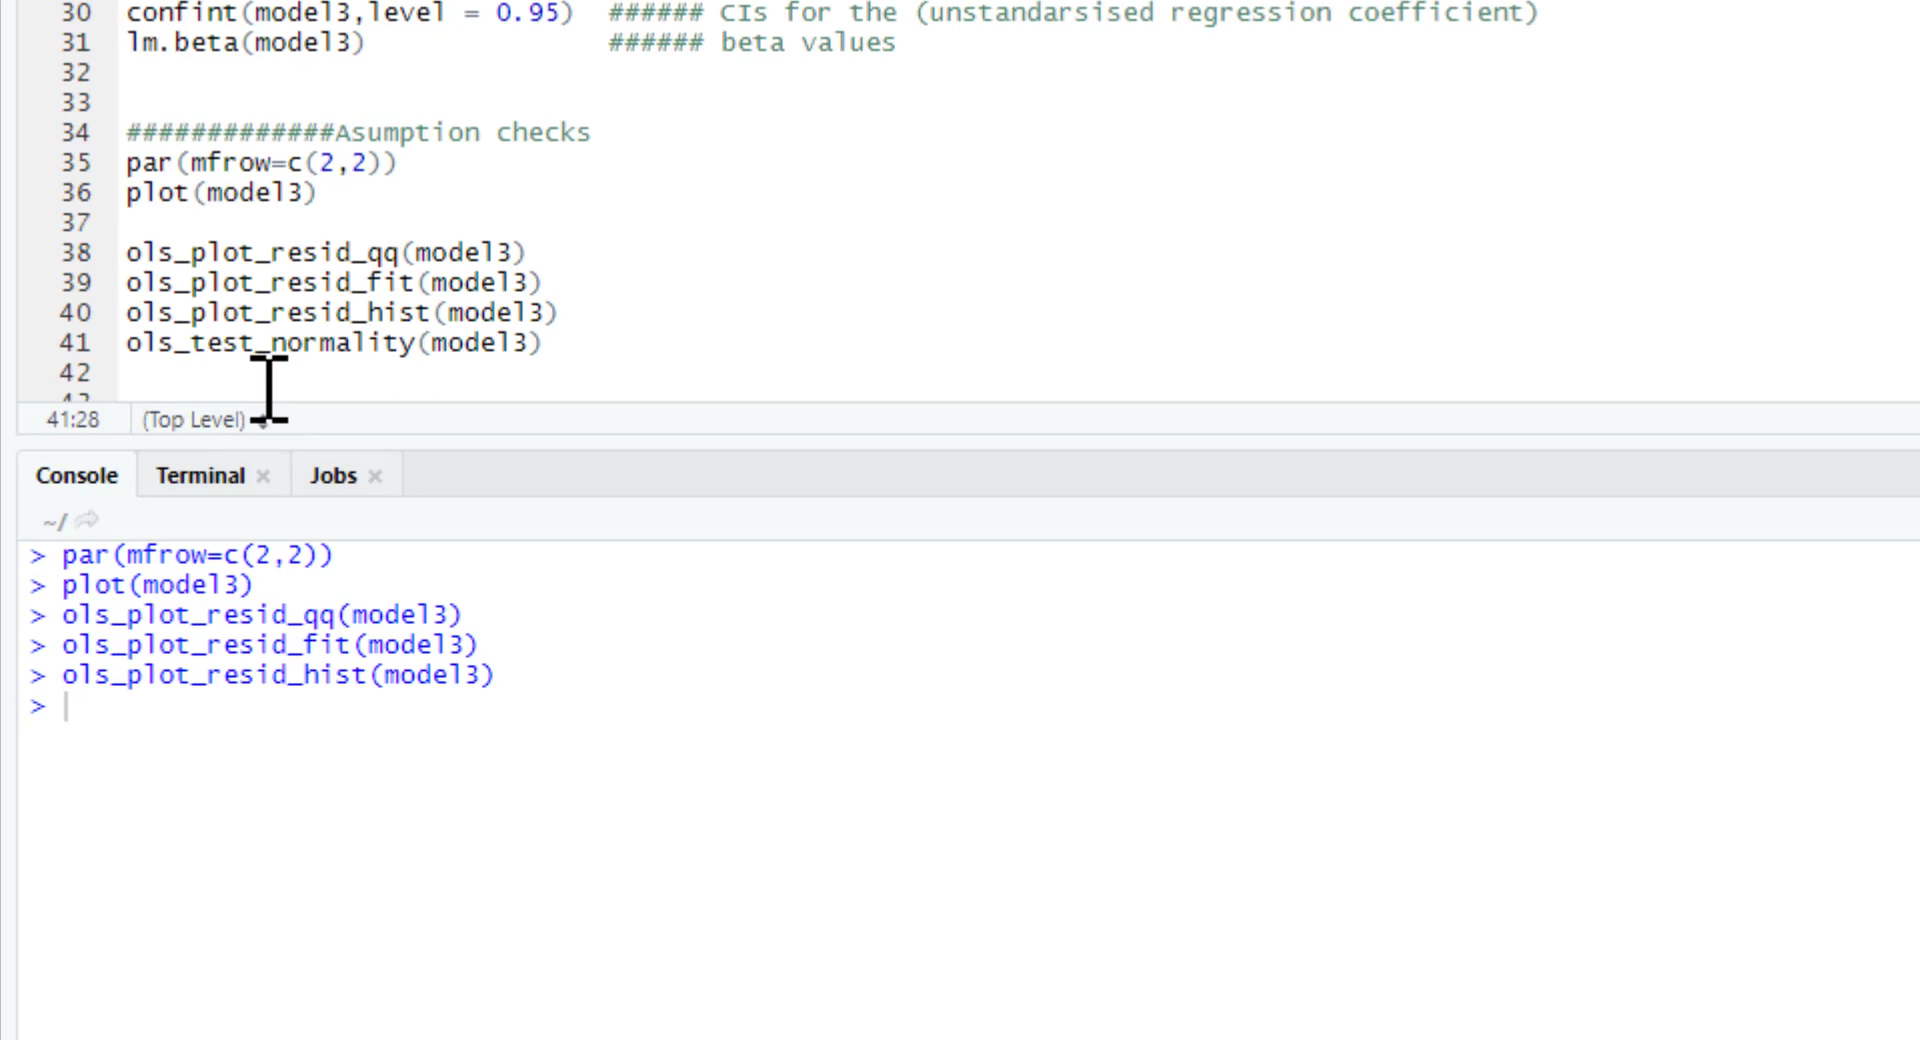 30 confint(model3,level = 0.95) ###### CIs for the (unstandarsised regression coefficient)
31 lm.beta(model3) ###### beta values
32
33
34 #############Asumption checks
35 par(mfrow=c(2,2))
36 plot(model3)
37
38 ols_plot_resid_qq(model3)
39 ols_plot_resid_fit(model3)
40 ols_plot_resid_hist(model3)
41 ols_test_normality(model3)
42
41:28 (Top Level)
Console Terminal Jobs
~/
> par(mfrow=c(2,2))
> plot(model3)
> ols_plot_resid_qq(model3)
> ols_plot_resid_fit(model3)
> ols_plot_resid_hist(model3)
>